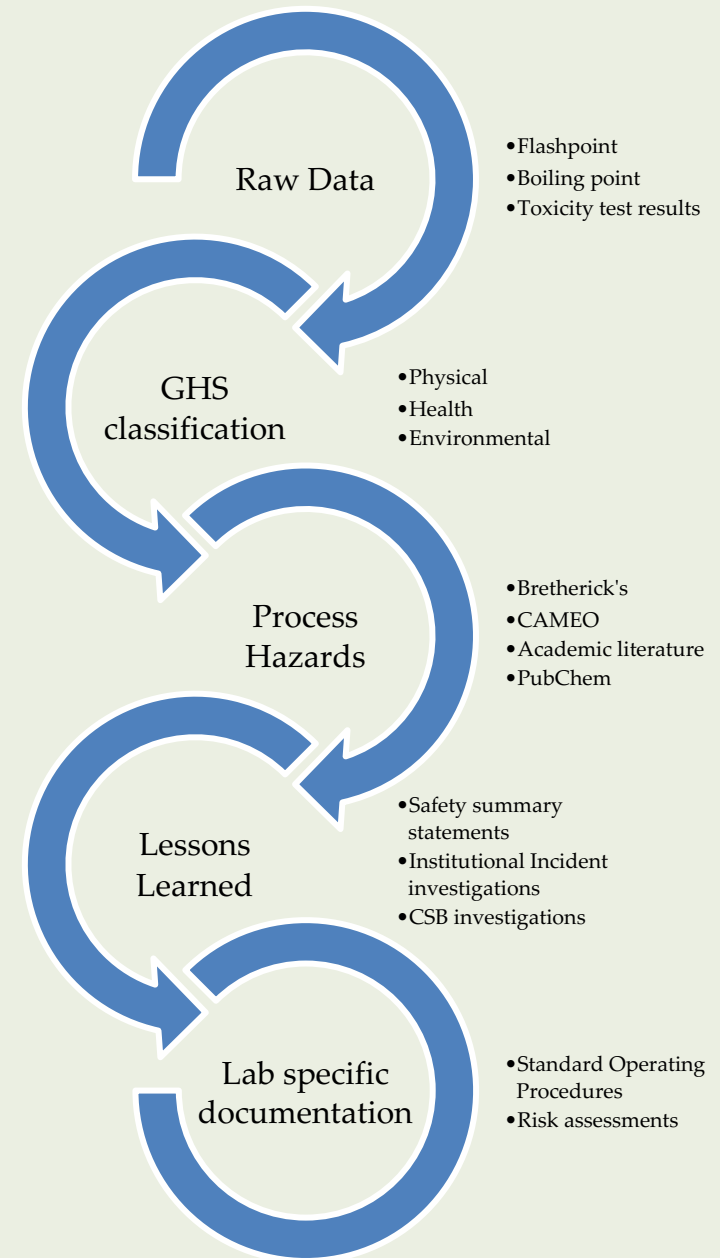 Raw Data
•Flashpoint
•Boiling point
•Toxicity test results
GHS
classification
•Physical
•Health
•Environmental
Process
Hazards
•Bretherick's
•CAMEO
•Academic literature
•PubChem
Lessons
Learned
•Safety summary
statements
•Institutional Incident
investigations
•CSB investigations
Lab specific
documentation
•Standard Operating
Procedures
•Risk assessments